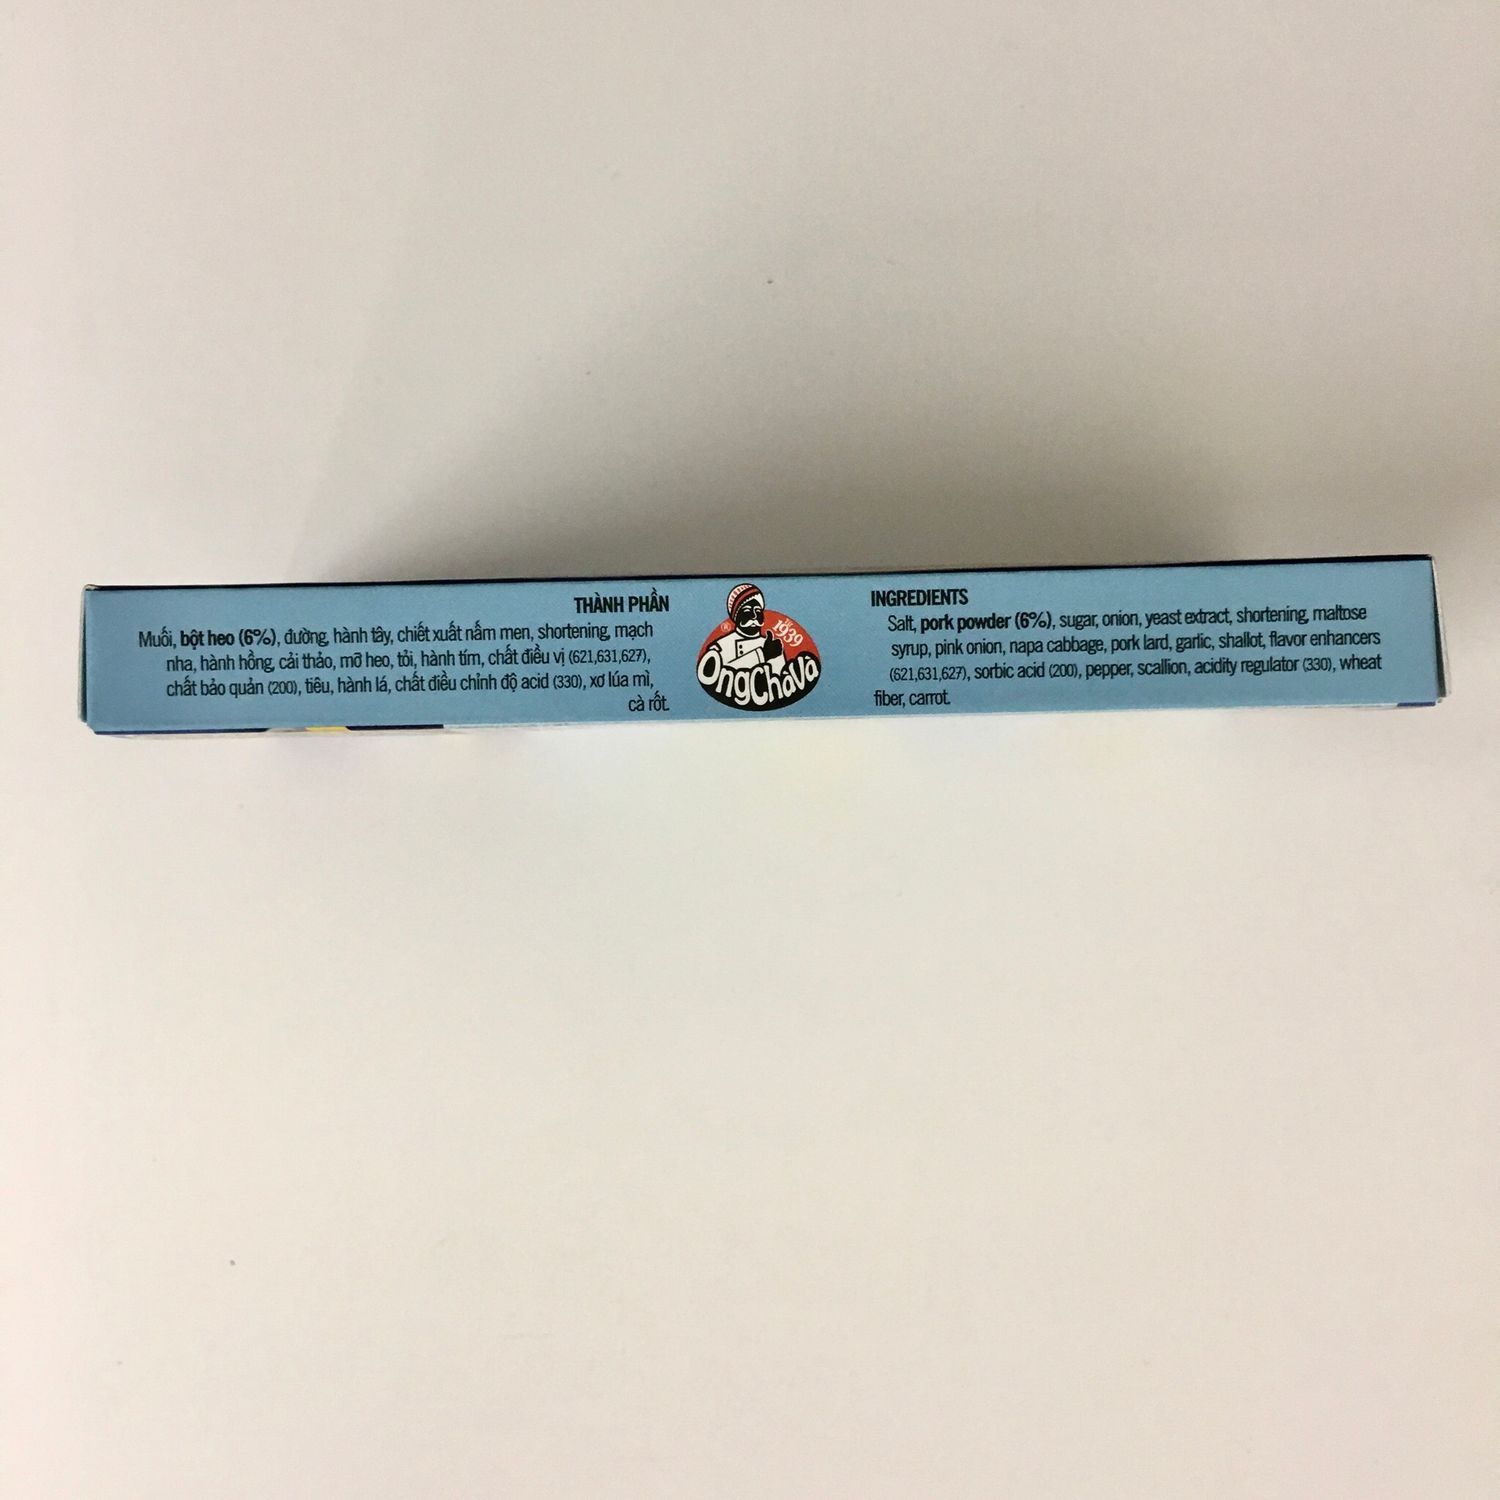 THÀNH PHẦN
Muối, bột heo (6%), đường, hành tây, chiết xuất nấm men, shortening, mạch
nha, hành hồng, cải thảo, mỡ heo, tỏi, hành tím, chất điều vị (621,631,627),
chất bảo quản (200), tiêu, hành lá, chất điều chỉnh độ acid (330), xơ lúa mì,
cà rốt.
1939
ÔngChàvà
®
INGREDIENTS
Salt, pork powder (6%), sugar, onion, yeast extract, shortening, maltose
syrup, pink onion, napa cabbage, pork lard, garlic, shallot, flavor enhancers
(621,631,627), sorbic acid (200), pepper, scallion, acidity regulator (330), wheat
fiber, carrot.